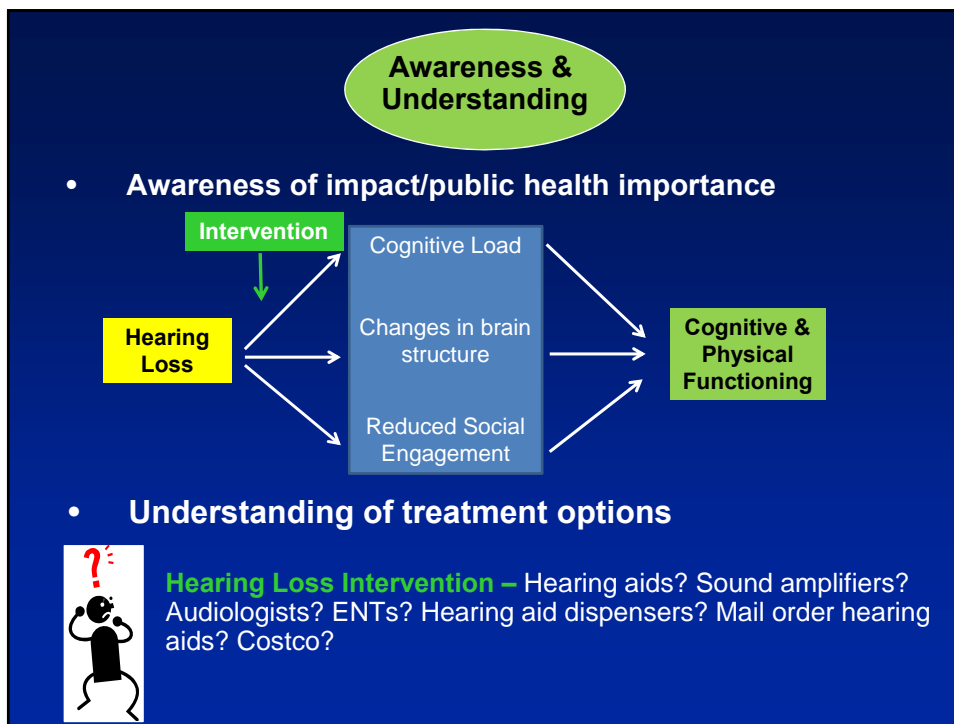 Awareness &
Understanding
• Awareness of impact/public health importance
Intervention
Cognitive Load
Changes in brain
structure
Reduced Social
Engagement
Hearing
Loss
Cognitive &
Physical
Functioning
• Understanding of treatment options
?
Hearing Loss Intervention – Hearing aids? Sound amplifiers?
Audiologists? ENTs? Hearing aid dispensers? Mail order hearing
aids? Costco?